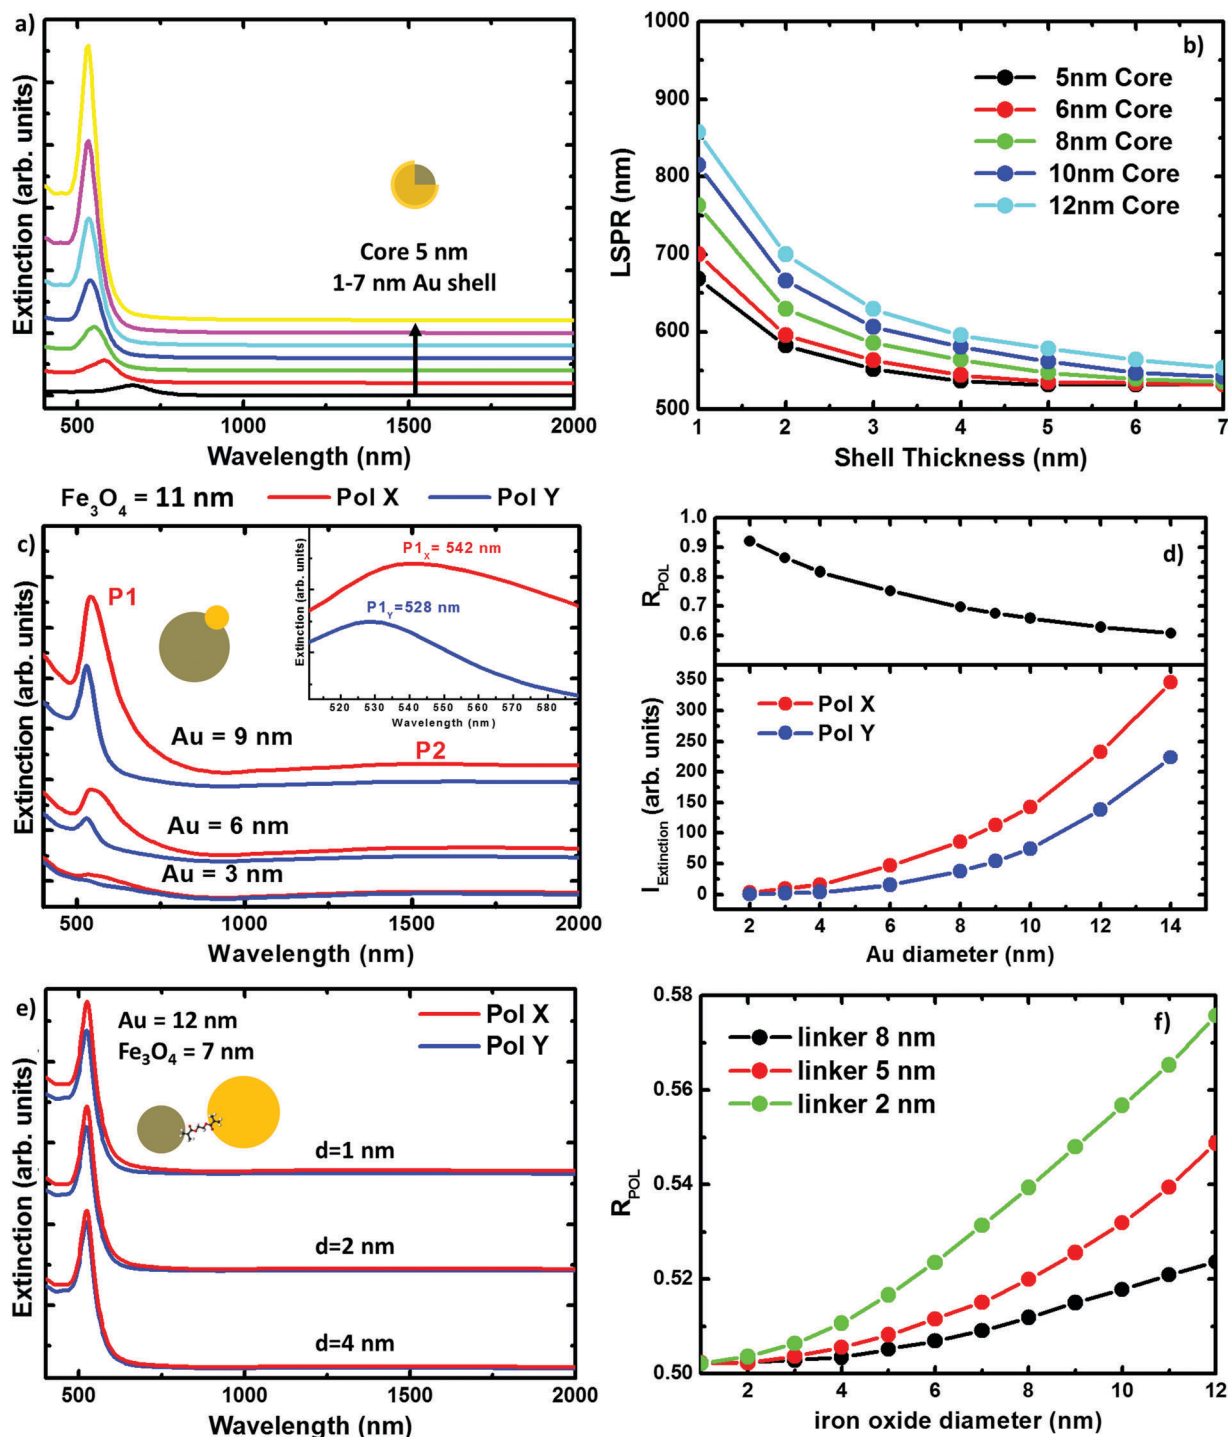 a)
Extinction (arb. units)
Core 5 nm
1-7 nm Au shell
500
1000
1500
2000
Wavelength (nm)
b)
1000
900
800
700
600
500
LSPR (nm)
5nm Core
6nm Core
8nm Core
10nm Core
12nm Core
1
2
3
4
5
6
7
Shell Thickness (nm)
Fe₃O₄ = 11 nm
Pol X
Pol Y
c)
Extinction (arb. units)
P1
Au = 9 nm
P2
Au = 6 nm
Au = 3 nm
Extinction (arb. units)
P1ₓ= 542 nm
P1Y=528 nm
520 530 540 550 560 570 580
Wavelength (nm)
500
1000
1500
2000
Wavelength (nm)
d)
1.0
0.9
0.8
0.7
0.6
RPOL
350
300
250
200
150
100
50
0
IExtinction (arb. units)
Pol X
Pol Y
2 4 6 8 10 12 14
Au diameter (nm)
e)
Extinction (arb. units)
Au = 12 nm
Fe₃O₄ = 7 nm
Pol X
Pol Y
d=1 nm
d=2 nm
d=4 nm
500
1000
1500
2000
Wavelength (nm)
f)
0.58
0.56
0.54
0.52
0.50
RPOL
linker 8 nm
linker 5 nm
linker 2 nm
2 4 6 8 10 12
iron oxide diameter (nm)